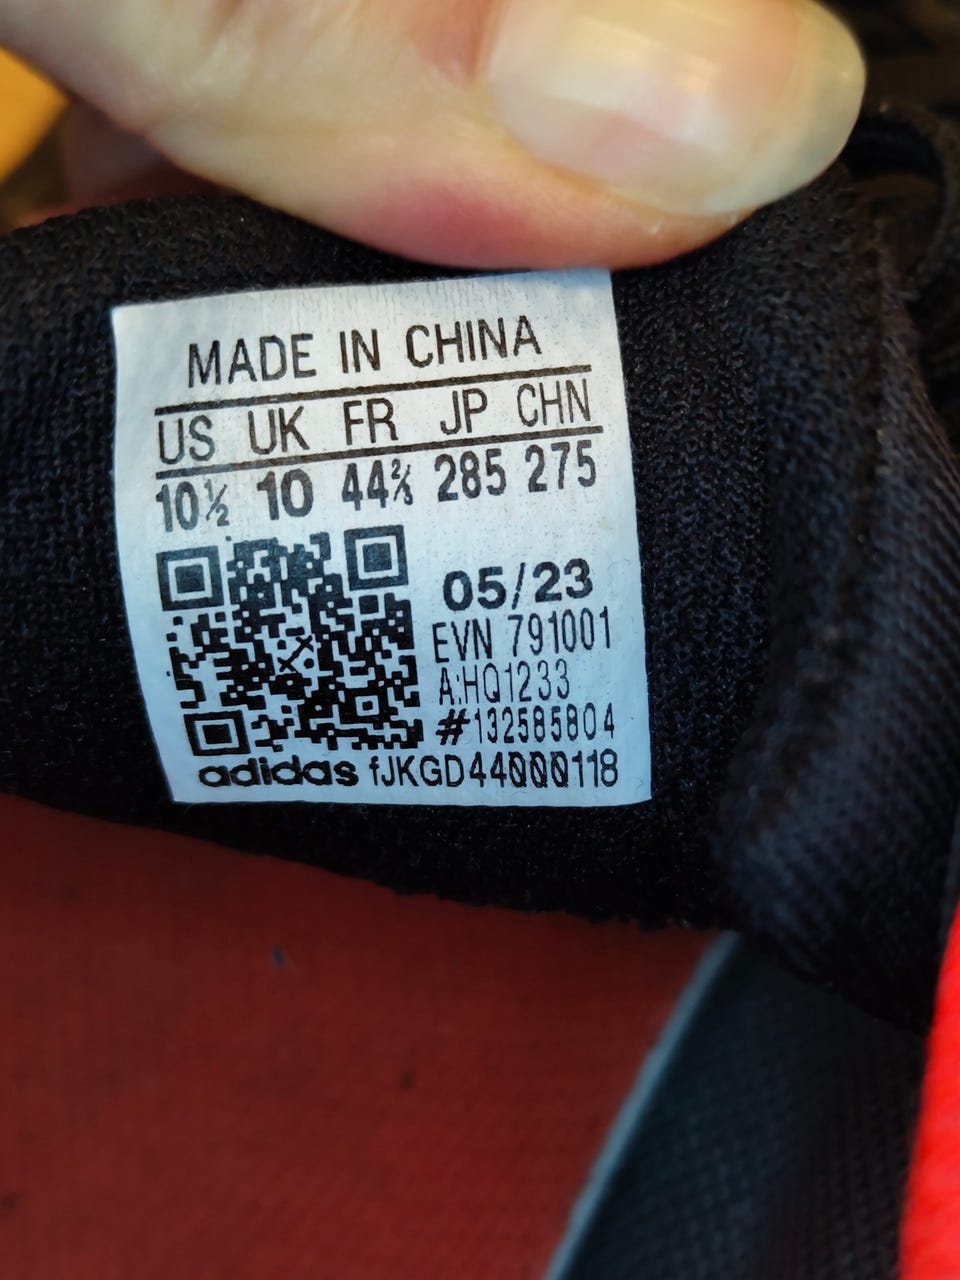 MADE IN CHINA
US UK FR JP CHN
10½ 10 44⅔ 285 275
05/23
EVN 791001
A:HQ1233
#132585804
adidas fJKGD44000118